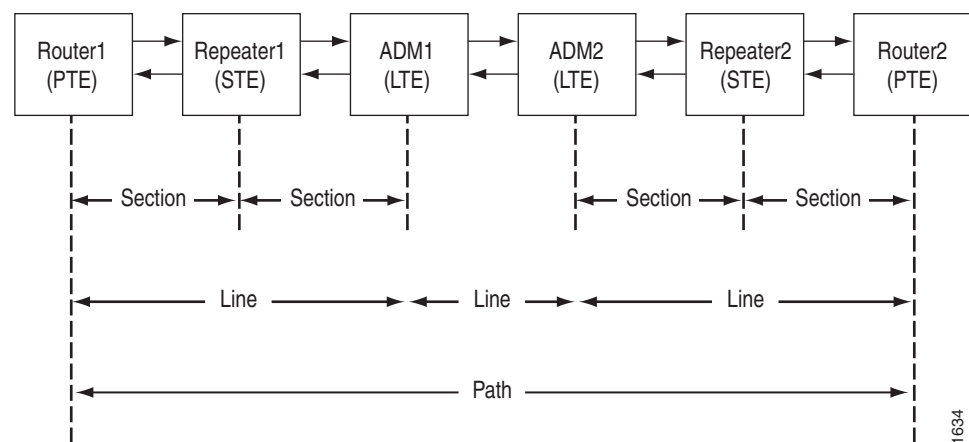 Router1
(PTE)
Repeater1
(STE)
ADM1
(LTE)
ADM2
(LTE)
Repeater2
(STE)
Router2
(PTE)
Section
Section
Section
Section
Line
Line
Line
Path
1634